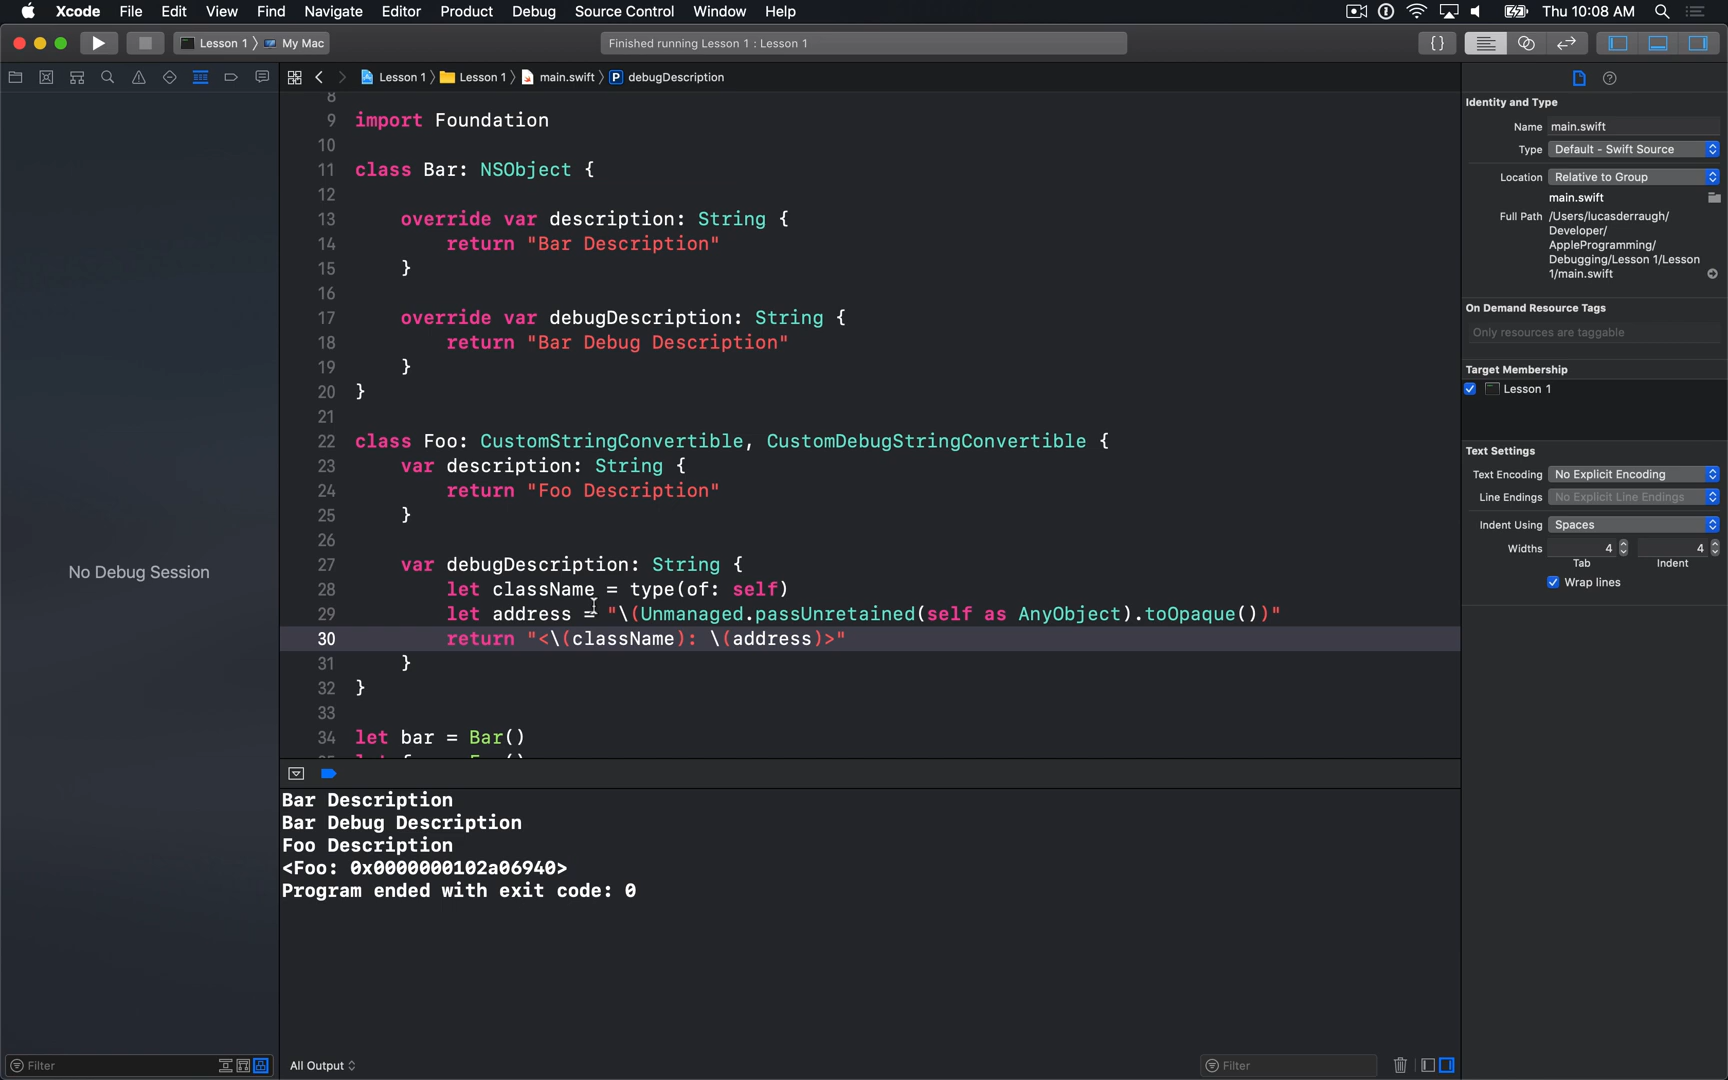 Xcode File Edit View Find Navigate Editor Product Debug Source Control Window Help Thu 10:08 AM
Lesson 1 My Mac Finished running Lesson 1 : Lesson 1 {}
Lesson 1 Lesson 1 main.swift P debugDescription
8
9 import Foundation
10
11 class Bar: NSObject {
12
13 override var description: String {
14 return "Bar Description"
15 }
16
17 override var debugDescription: String {
18 return "Bar Debug Description"
19 }
20 }
21
22 class Foo: CustomStringConvertible, CustomDebugStringConvertible {
23 var description: String {
24 return "Foo Description"
25 }
26
27 var debugDescription: String {
28 let className = type(of: self)
29 let address = "\(Unmanaged.passUnretained(self as AnyObject).toOpaque())"
30 return "<\(className): \(address)>"
31 }
32 }
33
34 let bar = Bar()
No Debug Session
Bar Description
Bar Debug Description
Foo Description
<Foo: 0x0000000102a06940>
Program ended with exit code: 0
Filter
All Output
Filter
Identity and Type
Name main.swift
Type Default - Swift Source
Location Relative to Group
main.swift
Full Path /Users/lucasderraugh/
Developer/
AppleProgramming/
Debugging/Lesson 1/Lesson
1/main.swift
On Demand Resource Tags
Only resources are taggable
Target Membership
Lesson 1
Text Settings
Text Encoding No Explicit Encoding
Line Endings No Explicit Line Endings
Indent Using Spaces
Widths 4 4
Tab Indent
Wrap lines